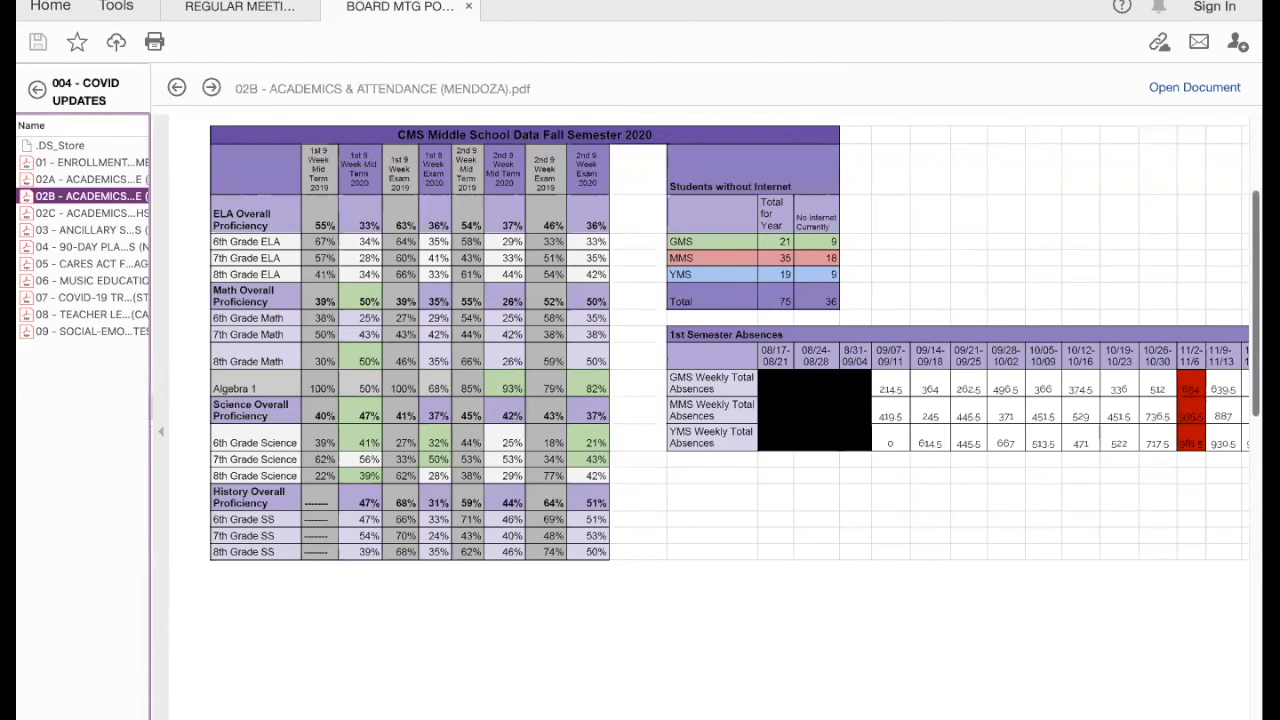 Home Tools REGULAR MEETI... BOARD MTG PO... × Sign In
004 - COVID
UPDATES
02B - ACADEMICS & ATTENDANCE (MENDOZA).pdf Open Document
Name
.DS_Store
01 - ENROLLMENT...ME
02A - ACADEMICS...E (
02B - ACADEMICS...E (
02C - ACADEMICS...HS
03 - ANCILLARY S...S (
04 - 90-DAY PLA...S (N
05 - CARES ACT F...AG
06 - MUSIC EDUCATIO
07 - COVID-19 TR...(ST
08 - TEACHER LE...(CA
09 - SOCIAL-EMO...TES
CMS Middle School Data Fall Semester 2020
1st 9 Week Mid Term 2019 1st 9 Week Mid Term 2020 1st 9 Week Exam 2019 1st 9 Week Exam 2020 2nd 9 Week Mid Term 2019 2nd 9 Week Mid Term 2020 2nd 9 Week Exam 2019 2nd 9 Week Exam 2020
ELA Overall Proficiency 55% 33% 63% 36% 54% 37% 46% 36%
6th Grade ELA 67% 34% 64% 35% 58% 29% 33% 33%
7th Grade ELA 57% 28% 60% 41% 43% 33% 51% 35%
8th Grade ELA 41% 34% 66% 33% 61% 44% 54% 42%
Math Overall Proficiency 39% 50% 39% 35% 55% 26% 52% 50%
6th Grade Math 38% 25% 27% 29% 54% 25% 58% 35%
7th Grade Math 50% 43% 43% 42% 44% 42% 38% 38%
8th Grade Math 30% 50% 46% 35% 66% 26% 59% 50%
Algebra 1 100% 50% 100% 68% 85% 93% 79% 82%
Science Overall Proficiency 40% 47% 41% 37% 45% 42% 43% 37%
6th Grade Science 39% 41% 27% 32% 44% 25% 18% 21%
7th Grade Science 62% 56% 33% 50% 53% 53% 34% 43%
8th Grade Science 22% 39% 62% 28% 38% 29% 77% 42%
History Overall Proficiency ------- 47% 68% 31% 59% 44% 64% 51%
6th Grade SS ------- 47% 66% 33% 71% 46% 69% 51%
7th Grade SS ------- 54% 70% 24% 43% 40% 48% 53%
8th Grade SS ------- 39% 68% 35% 62% 46% 74% 50%
Students without Internet
Total for Year No Internet Currently
GMS 21 9
MMS 35 18
YMS 19 9
Total 75 36
1st Semester Absences
08/17-08/21 08/24-08/28 8/31-09/04 09/07-09/11 09/14-09/18 09/21-09/25 09/28-10/02 10/05-10/09 10/12-10/16 10/19-10/23 10/26-10/30 11/2-11/6 11/9-11/13
GMS Weekly Total Absences 214.5 364 262.5 496.5 366 374.5 336 512 654 639.5
MMS Weekly Total Absences 419.5 245 445.5 371 451.5 529 451.5 736.5 935.5 887
YMS Weekly Total Absences 0 614.5 445.5 667 513.5 471 522 717.5 981.5 930.5